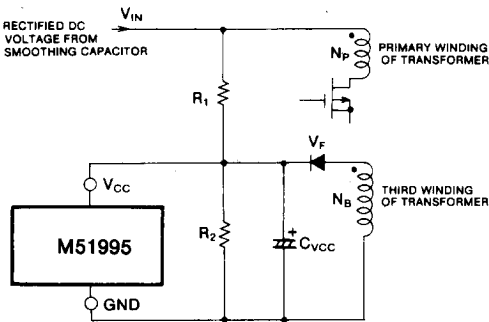 RECTIFIED DC
VOLTAGE FROM
SMOOTHING CAPACITOR
VIN
NP
PRIMARY WINDING
OF TRANSFORMER
R1
VF
VCC
NB
THIRD WINDING
OF TRANSFORMER
M51995
R2
+
CVCC
GND